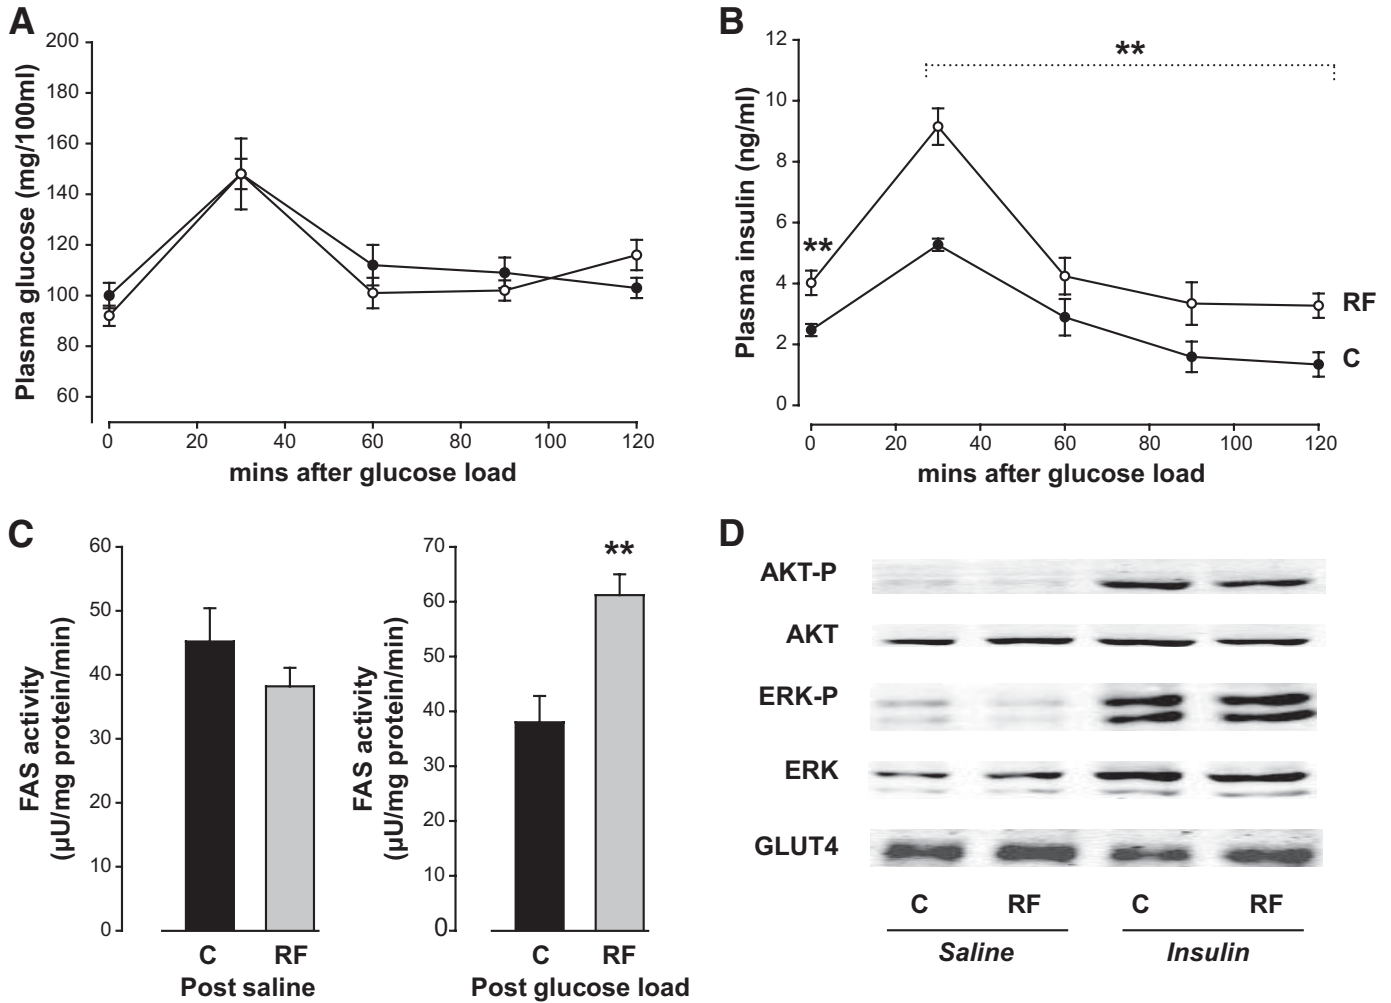 A
200
180
160
140
120
100
80
60
Plasma glucose (mg/100ml)
0 20 40 60 80 100 120
mins after glucose load
B
12
10
8
6
4
2
0
Plasma insulin (ng/ml)
**
**
RF
C
0 20 40 60 80 100 120
mins after glucose load
C
60
50
40
30
20
10
0
FAS activity
(µU/mg protein/min)
C RF
Post saline
70
60
50
40
30
20
10
0
FAS activity
(µU/mg protein/min)
**
C RF
Post glucose load
D
AKT-P
AKT
ERK-P
ERK
GLUT4
C RF C RF
Saline Insulin